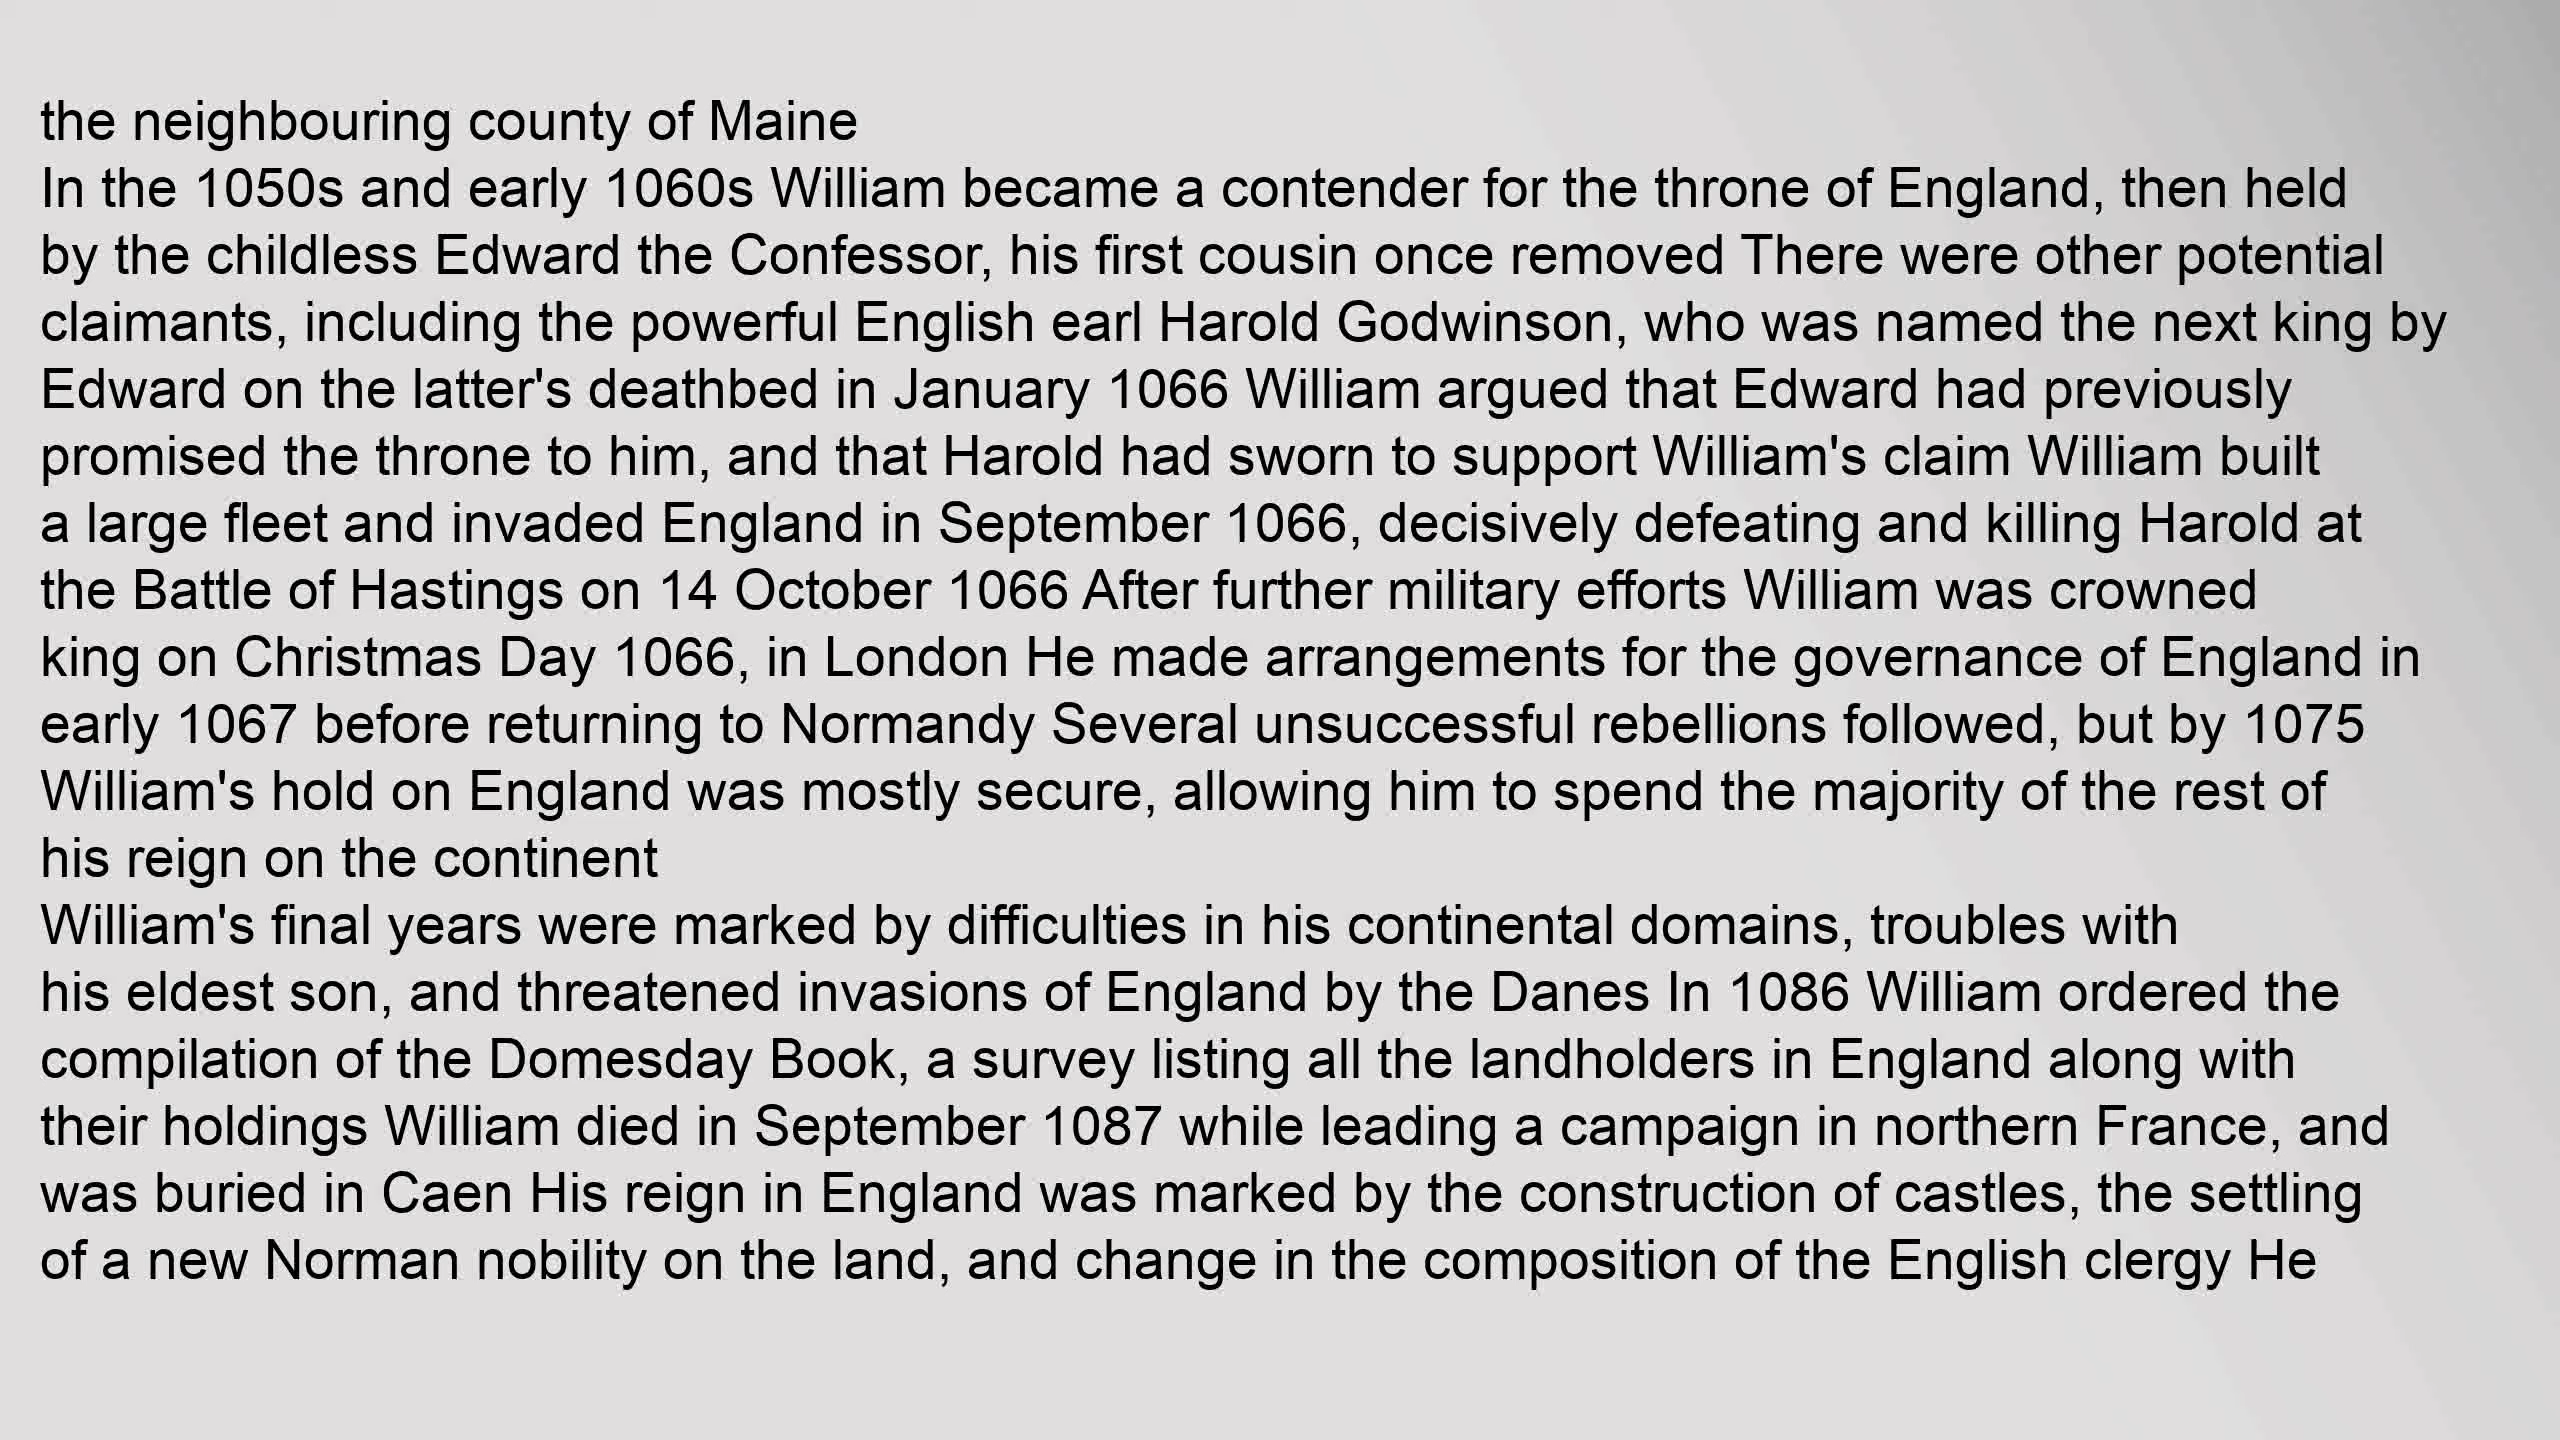 the neighbouring county of Maine
In the 1050s and early 1060s William became a contender for the throne of England, then held
by the childless Edward the Confessor, his first cousin once removed There were other potential
claimants, including the powerful English earl Harold Godwinson, who was named the next king by
Edward on the latter's deathbed in January 1066 William argued that Edward had previously
promised the throne to him, and that Harold had sworn to support William's claim William built
a large fleet and invaded England in September 1066, decisively defeating and killing Harold at
the Battle of Hastings on 14 October 1066 After further military efforts William was crowned
king on Christmas Day 1066, in London He made arrangements for the governance of England in
early 1067 before returning to Normandy Several unsuccessful rebellions followed, but by 1075
William's hold on England was mostly secure, allowing him to spend the majority of the rest of
his reign on the continent
William's final years were marked by difficulties in his continental domains, troubles with
his eldest son, and threatened invasions of England by the Danes In 1086 William ordered the
compilation of the Domesday Book, a survey listing all the landholders in England along with
their holdings William died in September 1087 while leading a campaign in northern France, and
was buried in Caen His reign in England was marked by the construction of castles, the settling
of a new Norman nobility on the land, and change in the composition of the English clergy He